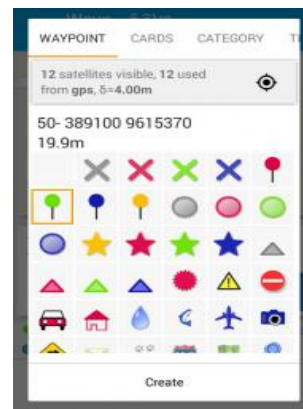 WAYPOINT CARDS CATEGORY
12 satellites visible, 12 used
from gps, δ=4.00m
50- 389100 9615370
19.9m
Create